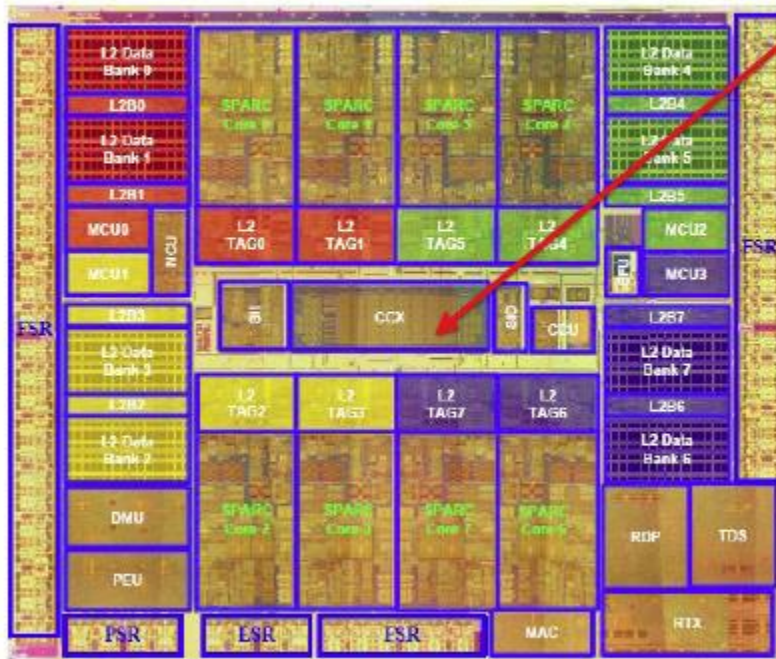 L2 Data
Bank 0
L2B0
L2 Data
Bank 1
L2B1
MCU0
MCU1
NCU
SPARC
Core 0
SPARC
Core 1
SPARC
Core 5
SPARC
Core 4
L2
TAG0
L2
TAG1
L2
TAG5
L2
TAG4
L2 Data
Bank 4
L2B4
L2 Data
Bank 5
L2B5
MCU2
EFU
MCU3
FSR
FSR
SII
CCX
SIO
CCU
L2B3
L2 Data
Bank 3
L2B2
L2 Data
Bank 2
L2
TAG2
L2
TAG3
L2
TAG7
L2
TAG6
SPARC
Core 2
SPARC
Core 3
SPARC
Core 7
SPARC
Core 6
L2B7
L2 Data
Bank 7
L2B6
L2 Data
Bank 6
DMU
PEU
RDP
TDS
PSR
ESR
FSR
MAC
RTX